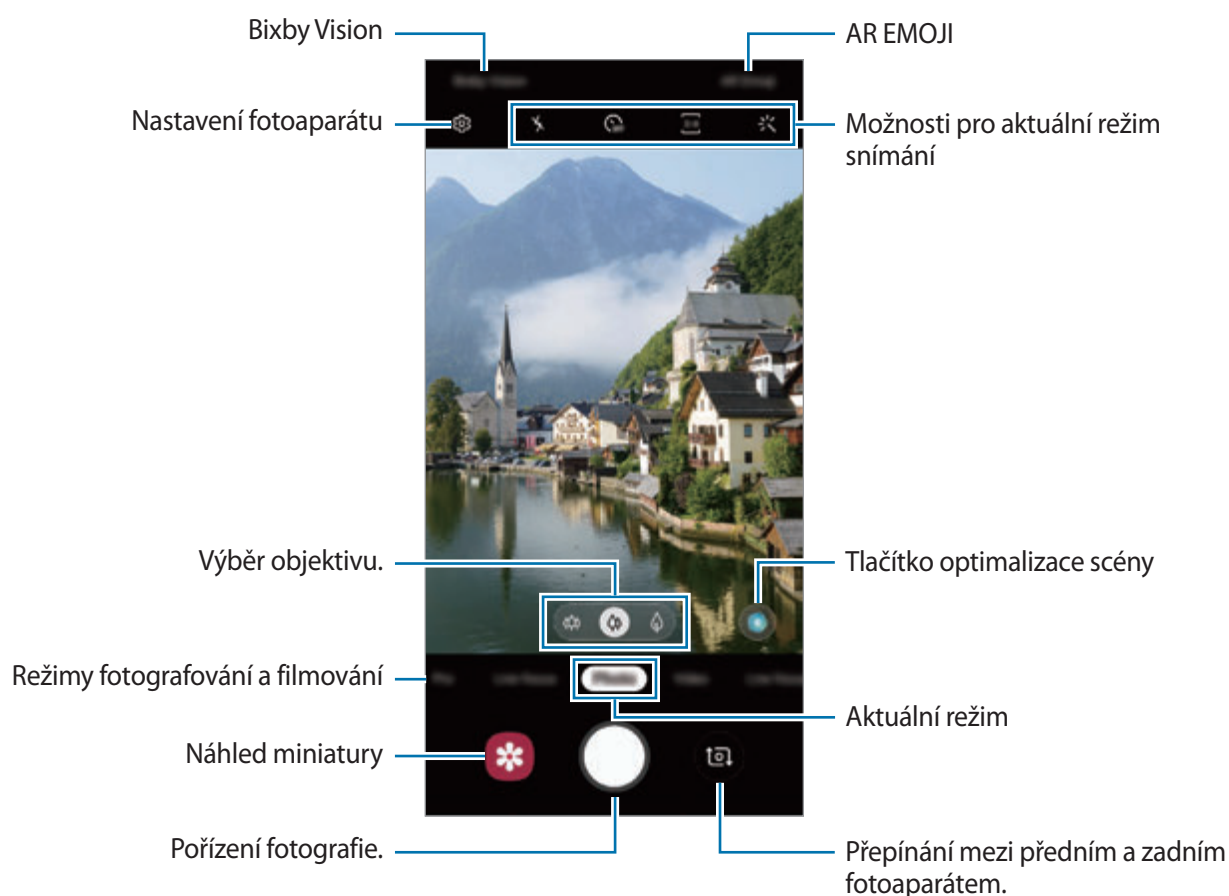 Bixby Vision
AR EMOJI
Nastavení fotoaparátu
Možnosti pro aktuální režim
snímání
Výběr objektivu.
Tlačítko optimalizace scény
Režimy fotografování a filmování
Aktuální režim
Náhled miniatury
Pořízení fotografie.
Přepínání mezi předním a zadním
fotoaparátem.